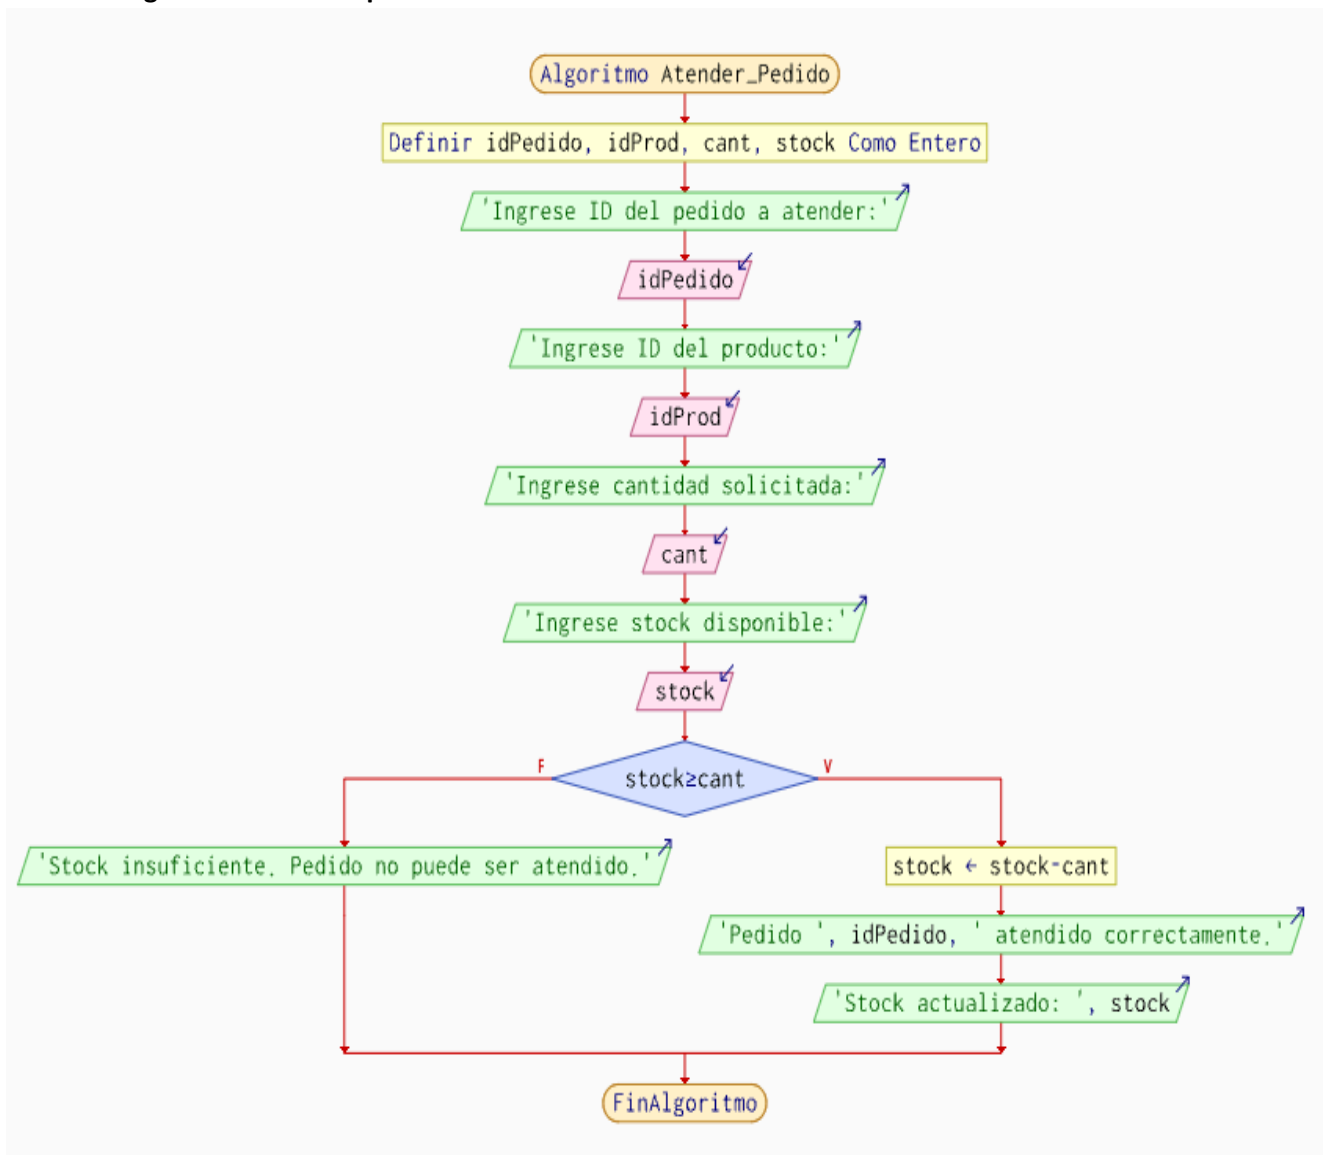 Algoritmo Atender_Pedido
Definir idPedido, idProd, cant, stock Como Entero
'Ingrese ID del pedido a atender:'
idPedido
'Ingrese ID del producto:'
idProd
'Ingrese cantidad solicitada:'
cant
'Ingrese stock disponible:'
stock
F
V
stock≥cant
'Stock insuficiente. Pedido no puede ser atendido.'
stock ← stock-cant
'Pedido ', idPedido, ' atendido correctamente.'
'Stock actualizado: ', stock
FinAlgoritmo